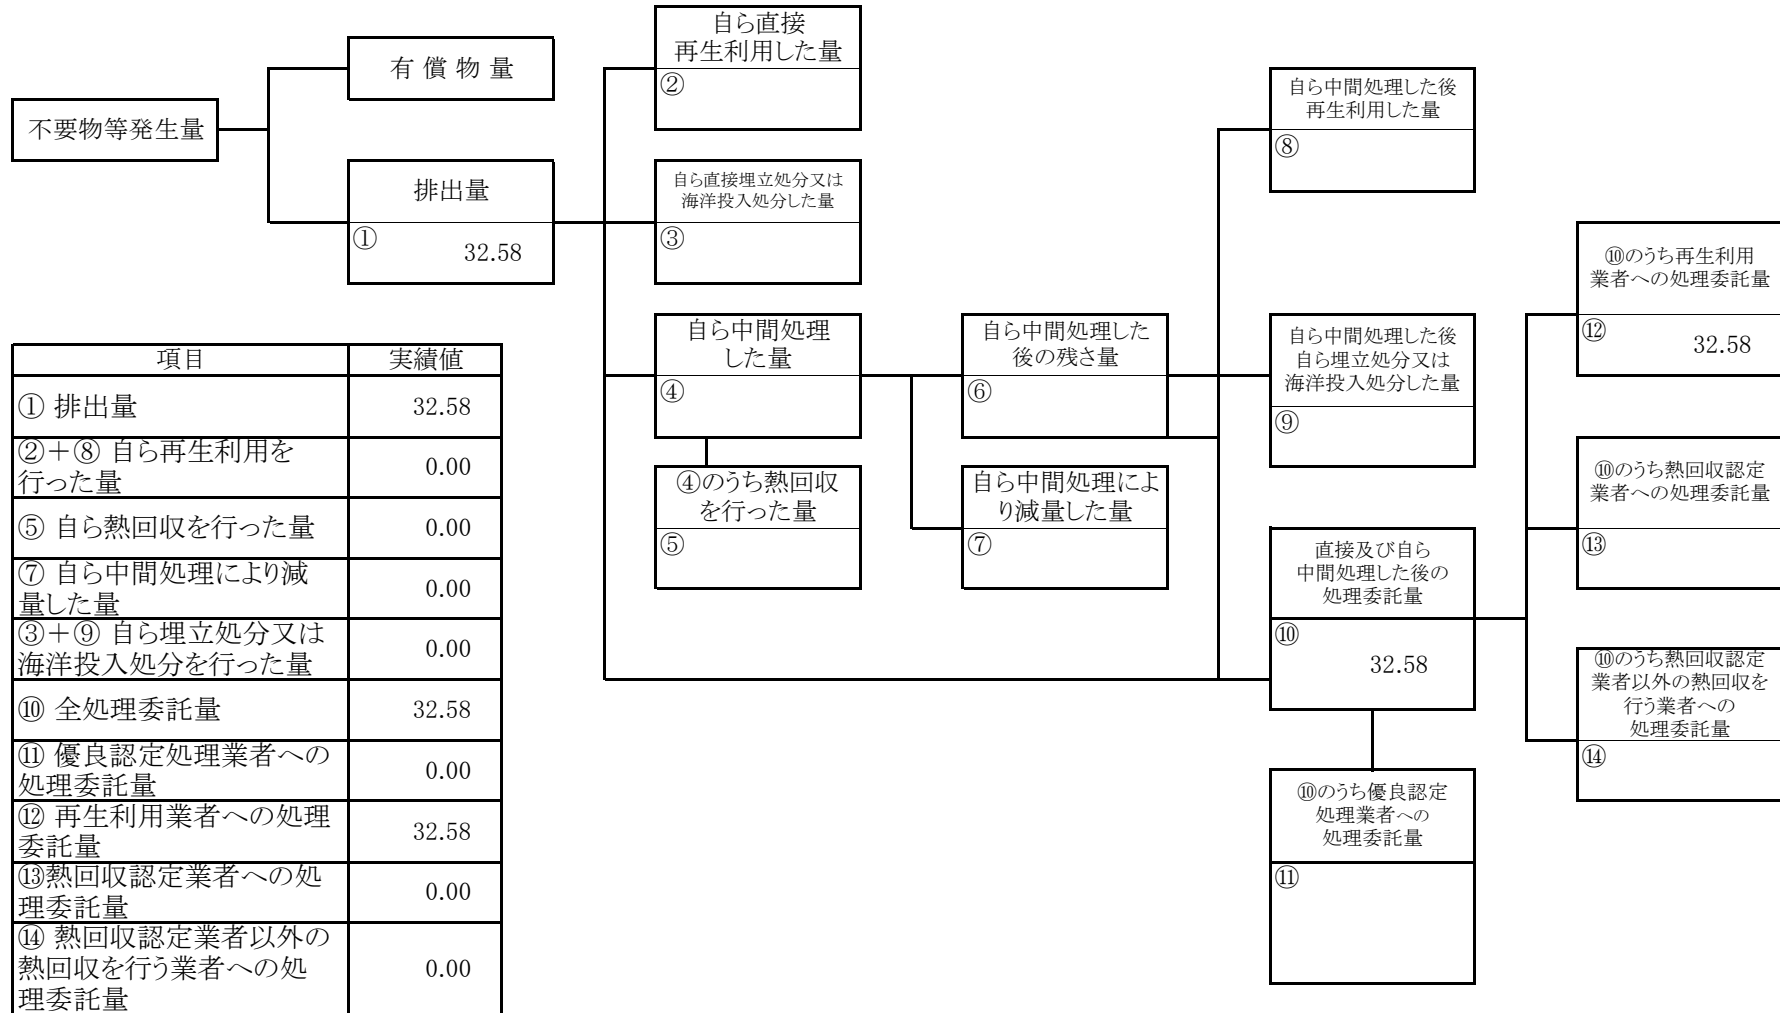 不要物等発生量
有 償 物 量
排出量
①
32.58
自ら直接
再生利用した量
②
自ら直接埋立処分又は
海洋投入処分した量
③
自ら中間処理
した量
④
④のうち熱回収
を行った量
⑤
自ら中間処理した
後の残さ量
⑥
自ら中間処理によ
り減量した量
⑦
自ら中間処理した後
再生利用した量
⑧
自ら中間処理した後
自ら埋立処分又は
海洋投入処分した量
⑨
直接及び自ら
中間処理した後の
処理委託量
⑩
32.58
⑩のうち優良認定
処理業者への
処理委託量
⑪
⑩のうち再生利用
業者への処理委託量
⑫
32.58
⑩のうち熱回収認定
業者への処理委託量
⑬
⑩のうち熱回収認定
業者以外の熱回収を
行う業者への
処理委託量
⑭
項目 実績値
① 排出量 32.58
②＋⑧ 自ら再生利用を
行った量 0.00
⑤ 自ら熱回収を行った量 0.00
⑦ 自ら中間処理により減
量した量 0.00
③＋⑨ 自ら埋立処分又は
海洋投入処分を行った量 0.00
⑩ 全処理委託量 32.58
⑪ 優良認定処理業者への
処理委託量 0.00
⑫ 再生利用業者への処理
委託量 32.58
⑬熱回収認定業者への処
理委託量 0.00
⑭ 熱回収認定業者以外の
熱回収を行う業者への処
理委託量 0.00